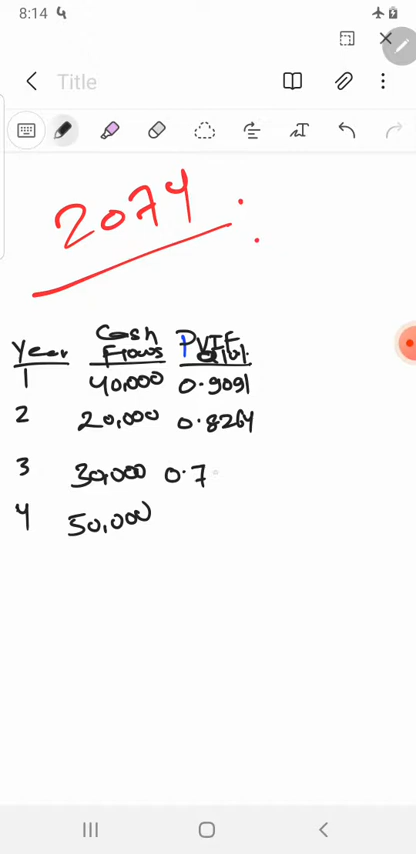 8:14 4
Title
2074 :
Year Cash Flows PVIF @10%.
1 40,000 0.9091
2 20,000 0.8264
3 30,000 0.7
4 50,000